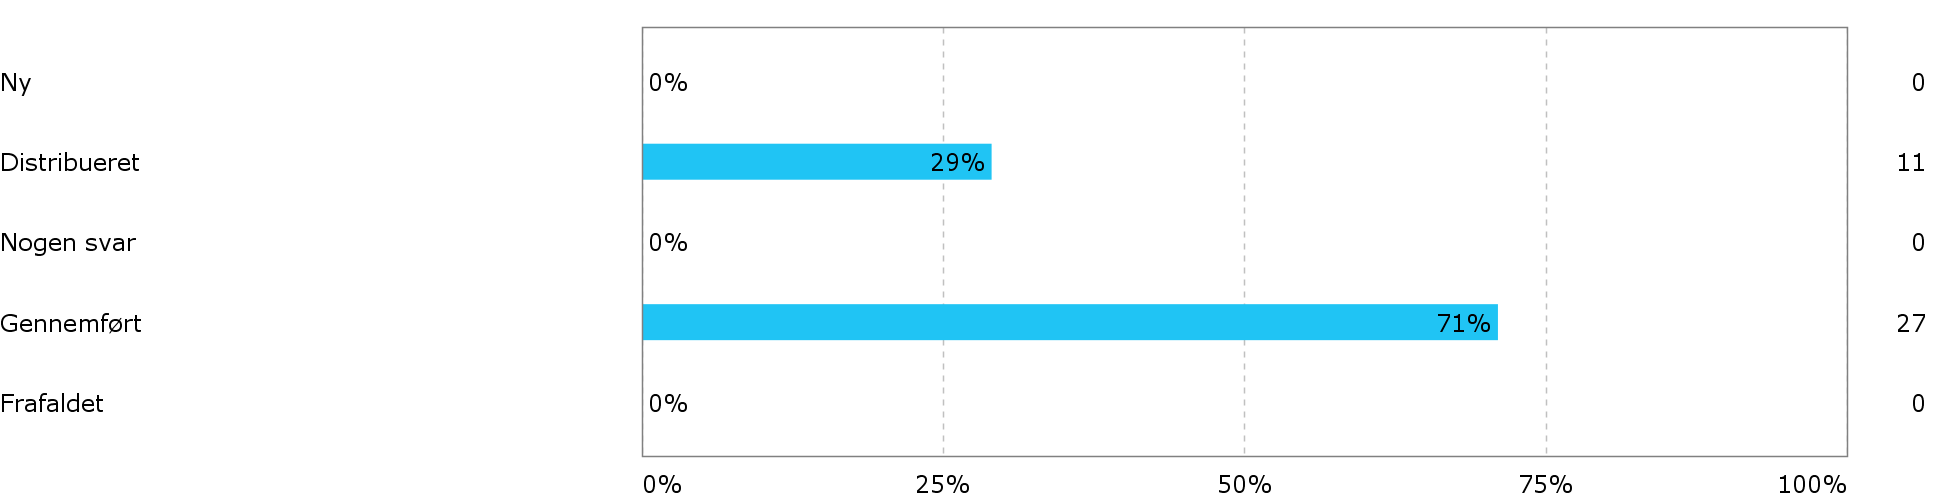 Ny 0% 0
Distribueret 29% 11
Nogen svar 0% 0
Gennemført 71% 27
Frafaldet 0% 0
0% 25% 50% 75% 100%